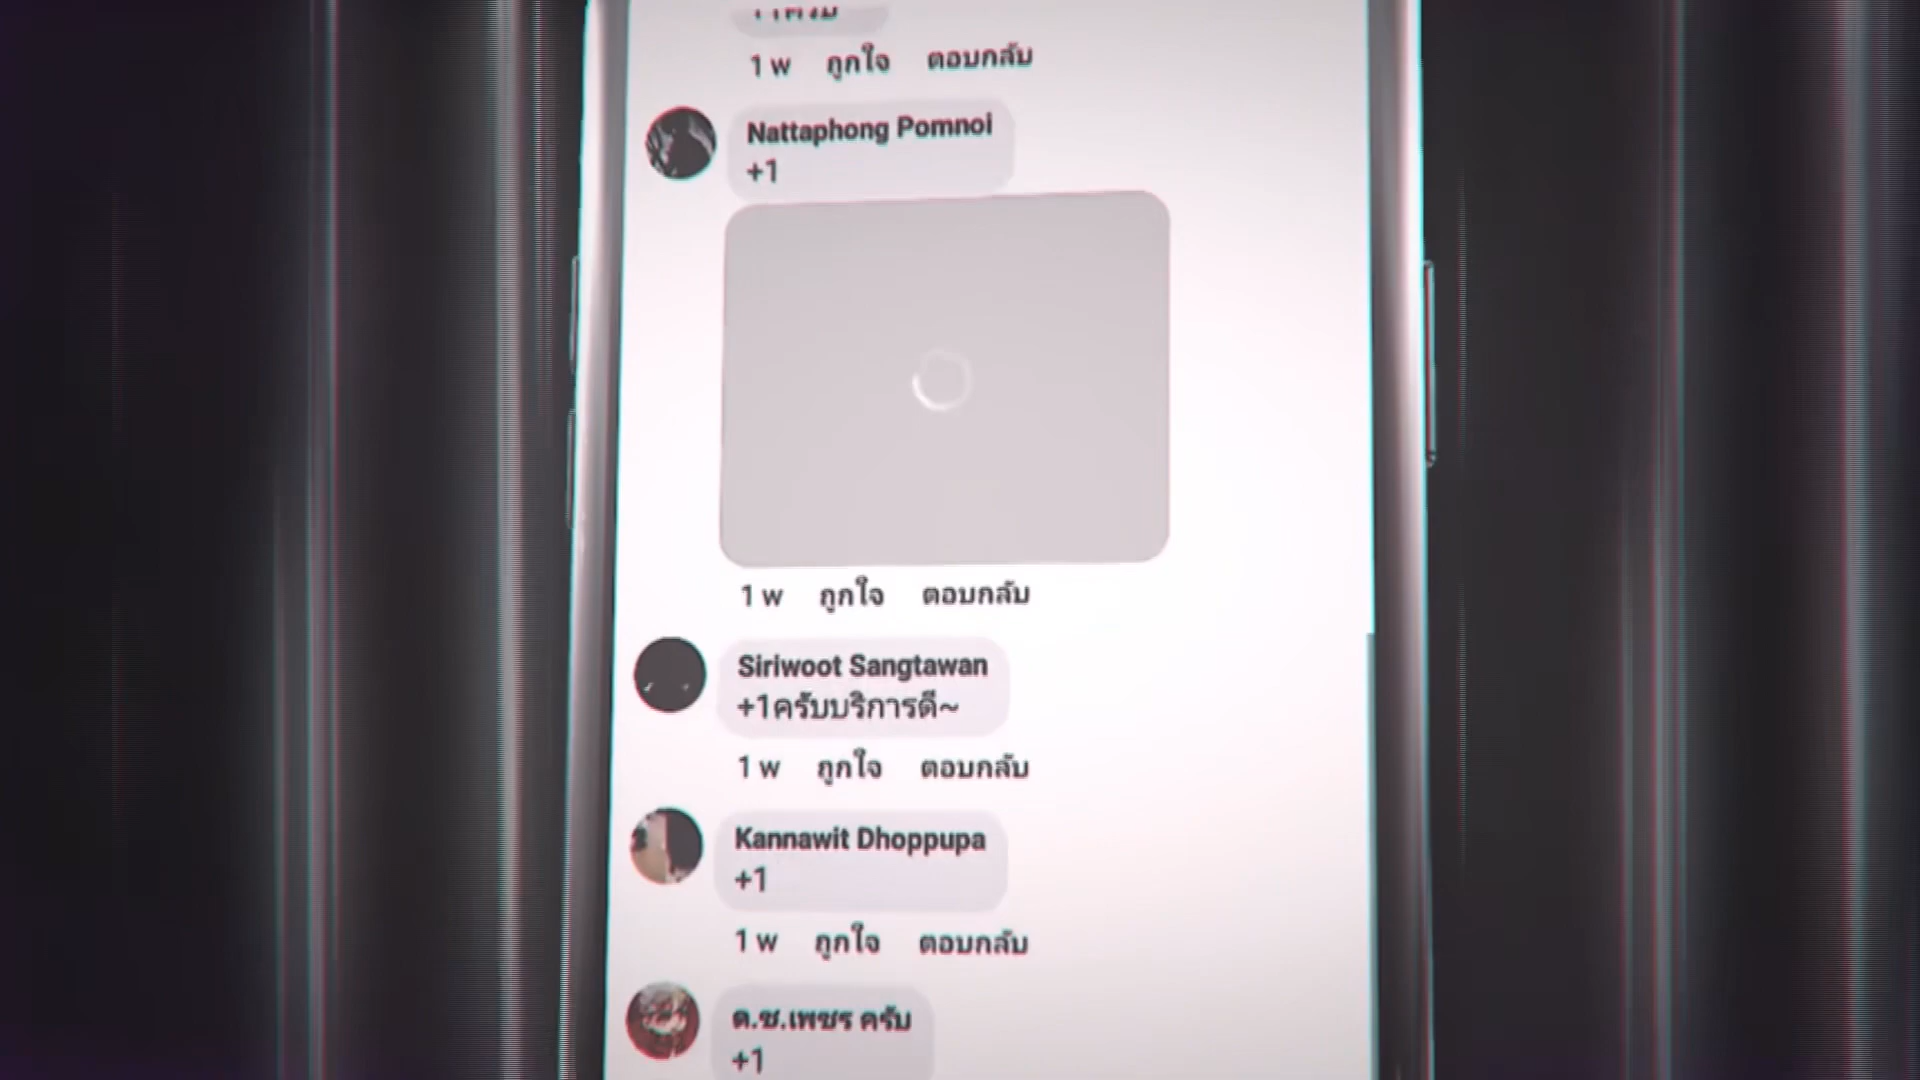 1 w ถูกใจ ตอบกลับ
Nattaphong Pomnoi
+1
1 w ถูกใจ ตอบกลับ
Siriwoot Sangtawan
+1ครับบริการดี~
1 w ถูกใจ ตอบกลับ
Kannawit Dhoppupa
+1
1 w ถูกใจ ตอบกลับ
ด.ช.เพชร ครับ
+1